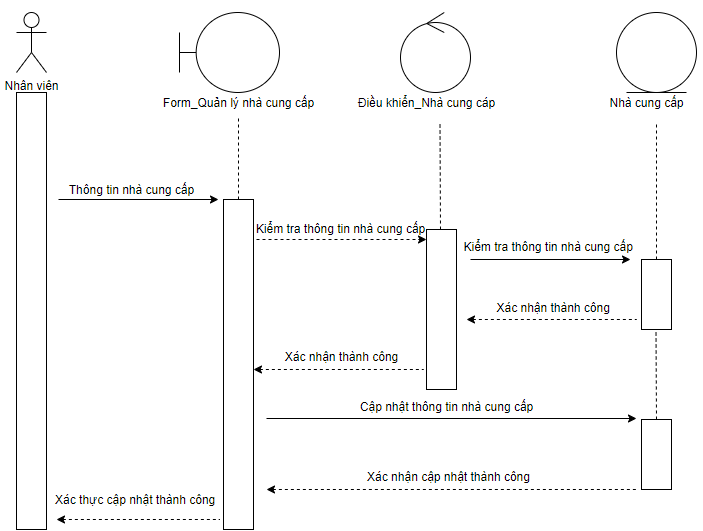 Nhân viên
Form_Quản lý nhà cung cấp
Điều khiển_Nhà cung cáp
Nhà cung cấp
Thông tin nhà cung cấp
Kiểm tra thông tin nhà cung cấp
Kiểm tra thông tin nhà cung cấp
Xác nhận thành công
Xác nhận thành công
Cập nhật thông tin nhà cung cấp
Xác nhận cập nhật thành công
Xác thực cập nhật thành công